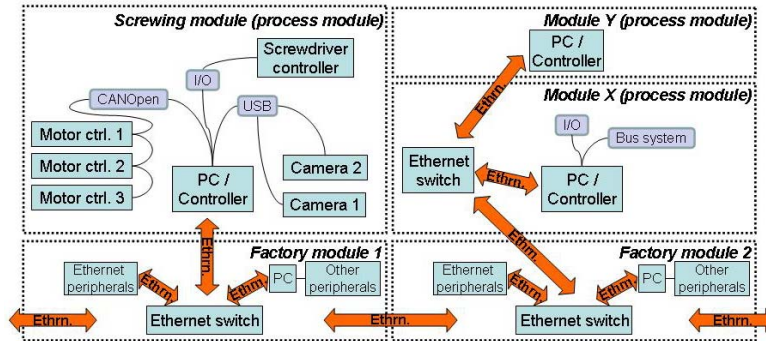 Screwing module (process module)
Screwdriver
controller
I/O
CANOpen
USB
Motor ctrl. 1
Motor ctrl. 2
Motor ctrl. 3
PC /
Controller
Camera 2
Camera 1
Ethrn.
Module Y (process module)
PC /
Controller
Ethrn.
Module X (process module)
I/O
Bus system
Ethernet
switch
Ethrn.
PC /
Controller
Ethrn.
Factory module 1
Ethernet
peripherals
Ethrn.
Ethrn.
PC
Other
peripherals
Ethrn.
Ethernet switch
Ethrn.
Factory module 2
Ethernet
peripherals
Ethrn.
Ethrn.
PC
Other
peripherals
Ethernet switch
Ethrn.